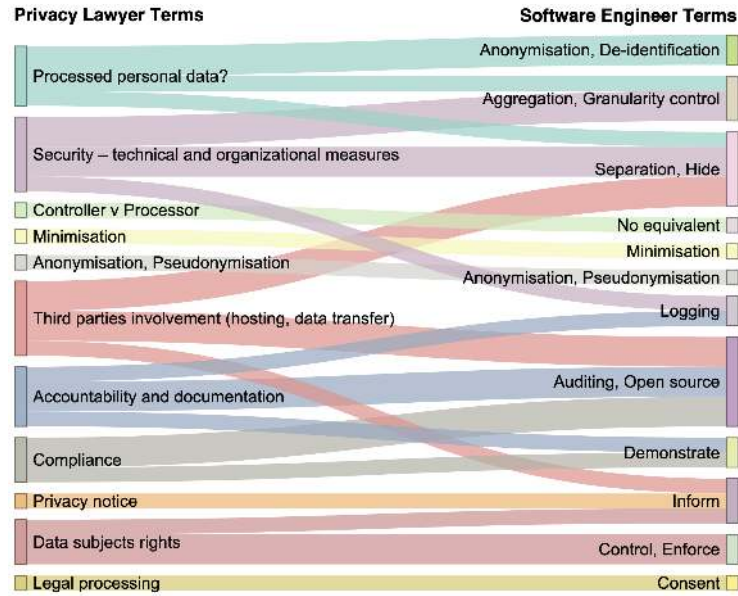 Privacy Lawyer Terms
Software Engineer Terms
Processed personal data?
Security – technical and organizational measures
Controller v Processor
Minimisation
Anonymisation, Pseudonymisation
Third parties involvement (hosting, data transfer)
Accountability and documentation
Compliance
Privacy notice
Data subjects rights
Legal processing
Anonymisation, De-identification
Aggregation, Granularity control
Separation, Hide
No equivalent
Minimisation
Anonymisation, Pseudonymisation
Logging
Auditing, Open source
Demonstrate
Inform
Control, Enforce
Consent